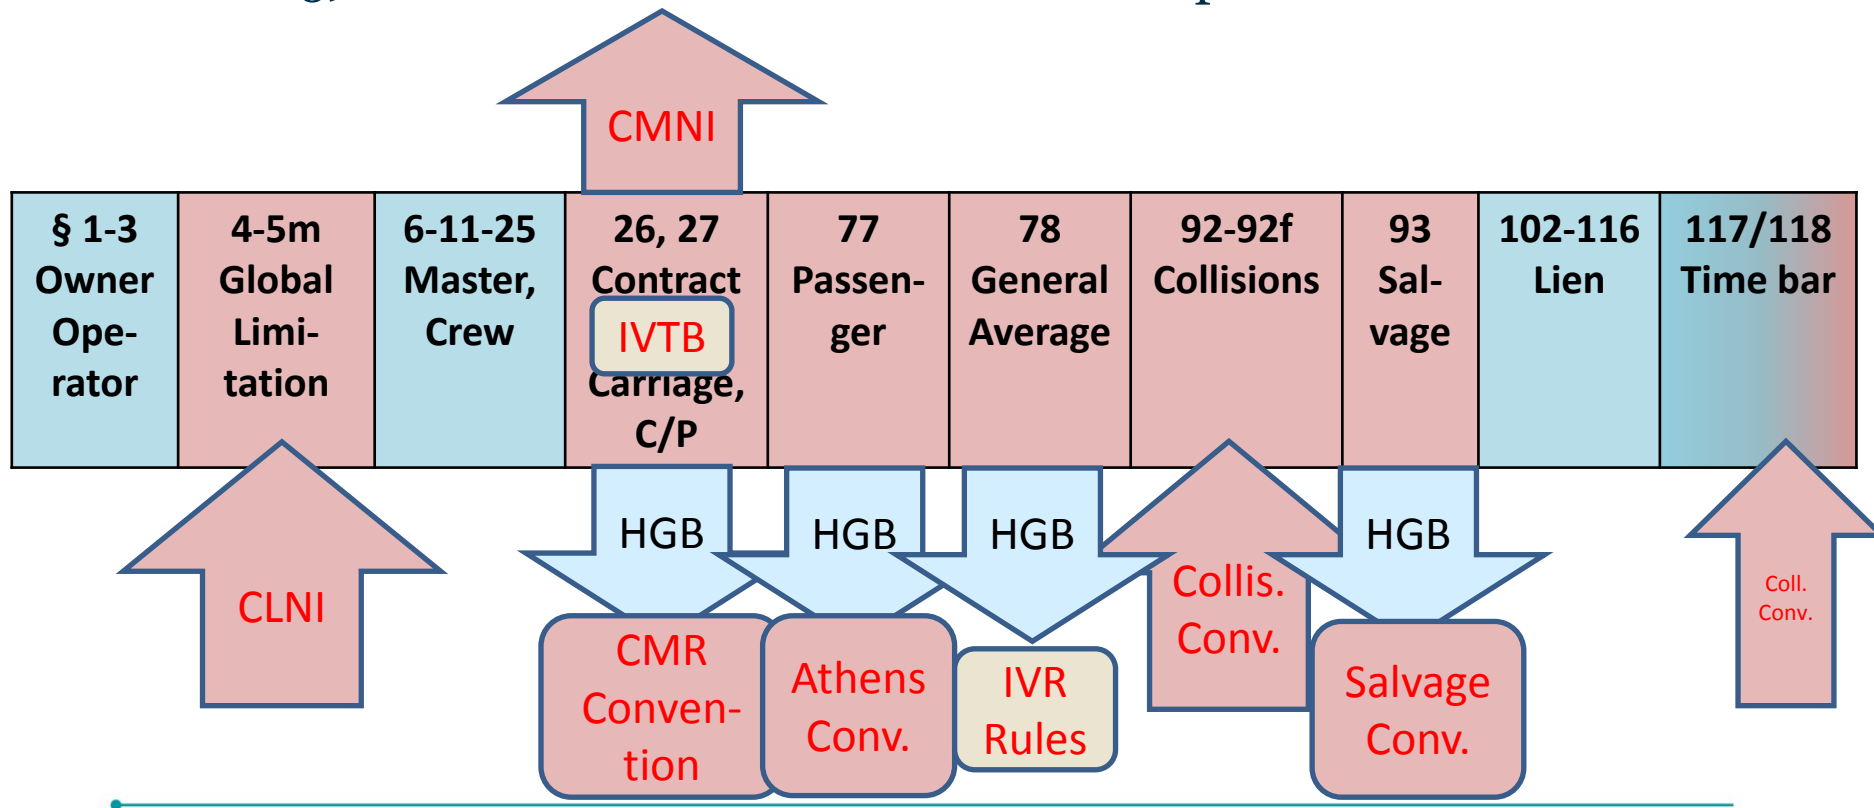 CMNI
§ 1-3
Owner
Ope-
rator
4-5m
Global
Limi-
tation
6-11-25
Master,
Crew
26, 27
Contract
IVTB
Carriage,
C/P
77
Passen-
ger
78
General
Average
92-92f
Collisions
93
Sal-
vage
102-116
Lien
117/118
Time bar
CLNI
HGB
HGB
HGB
HGB
CMR
Conven-
tion
Athens
Conv.
IVR
Rules
Collis.
Conv.
Salvage
Conv.
Coll.
Conv.